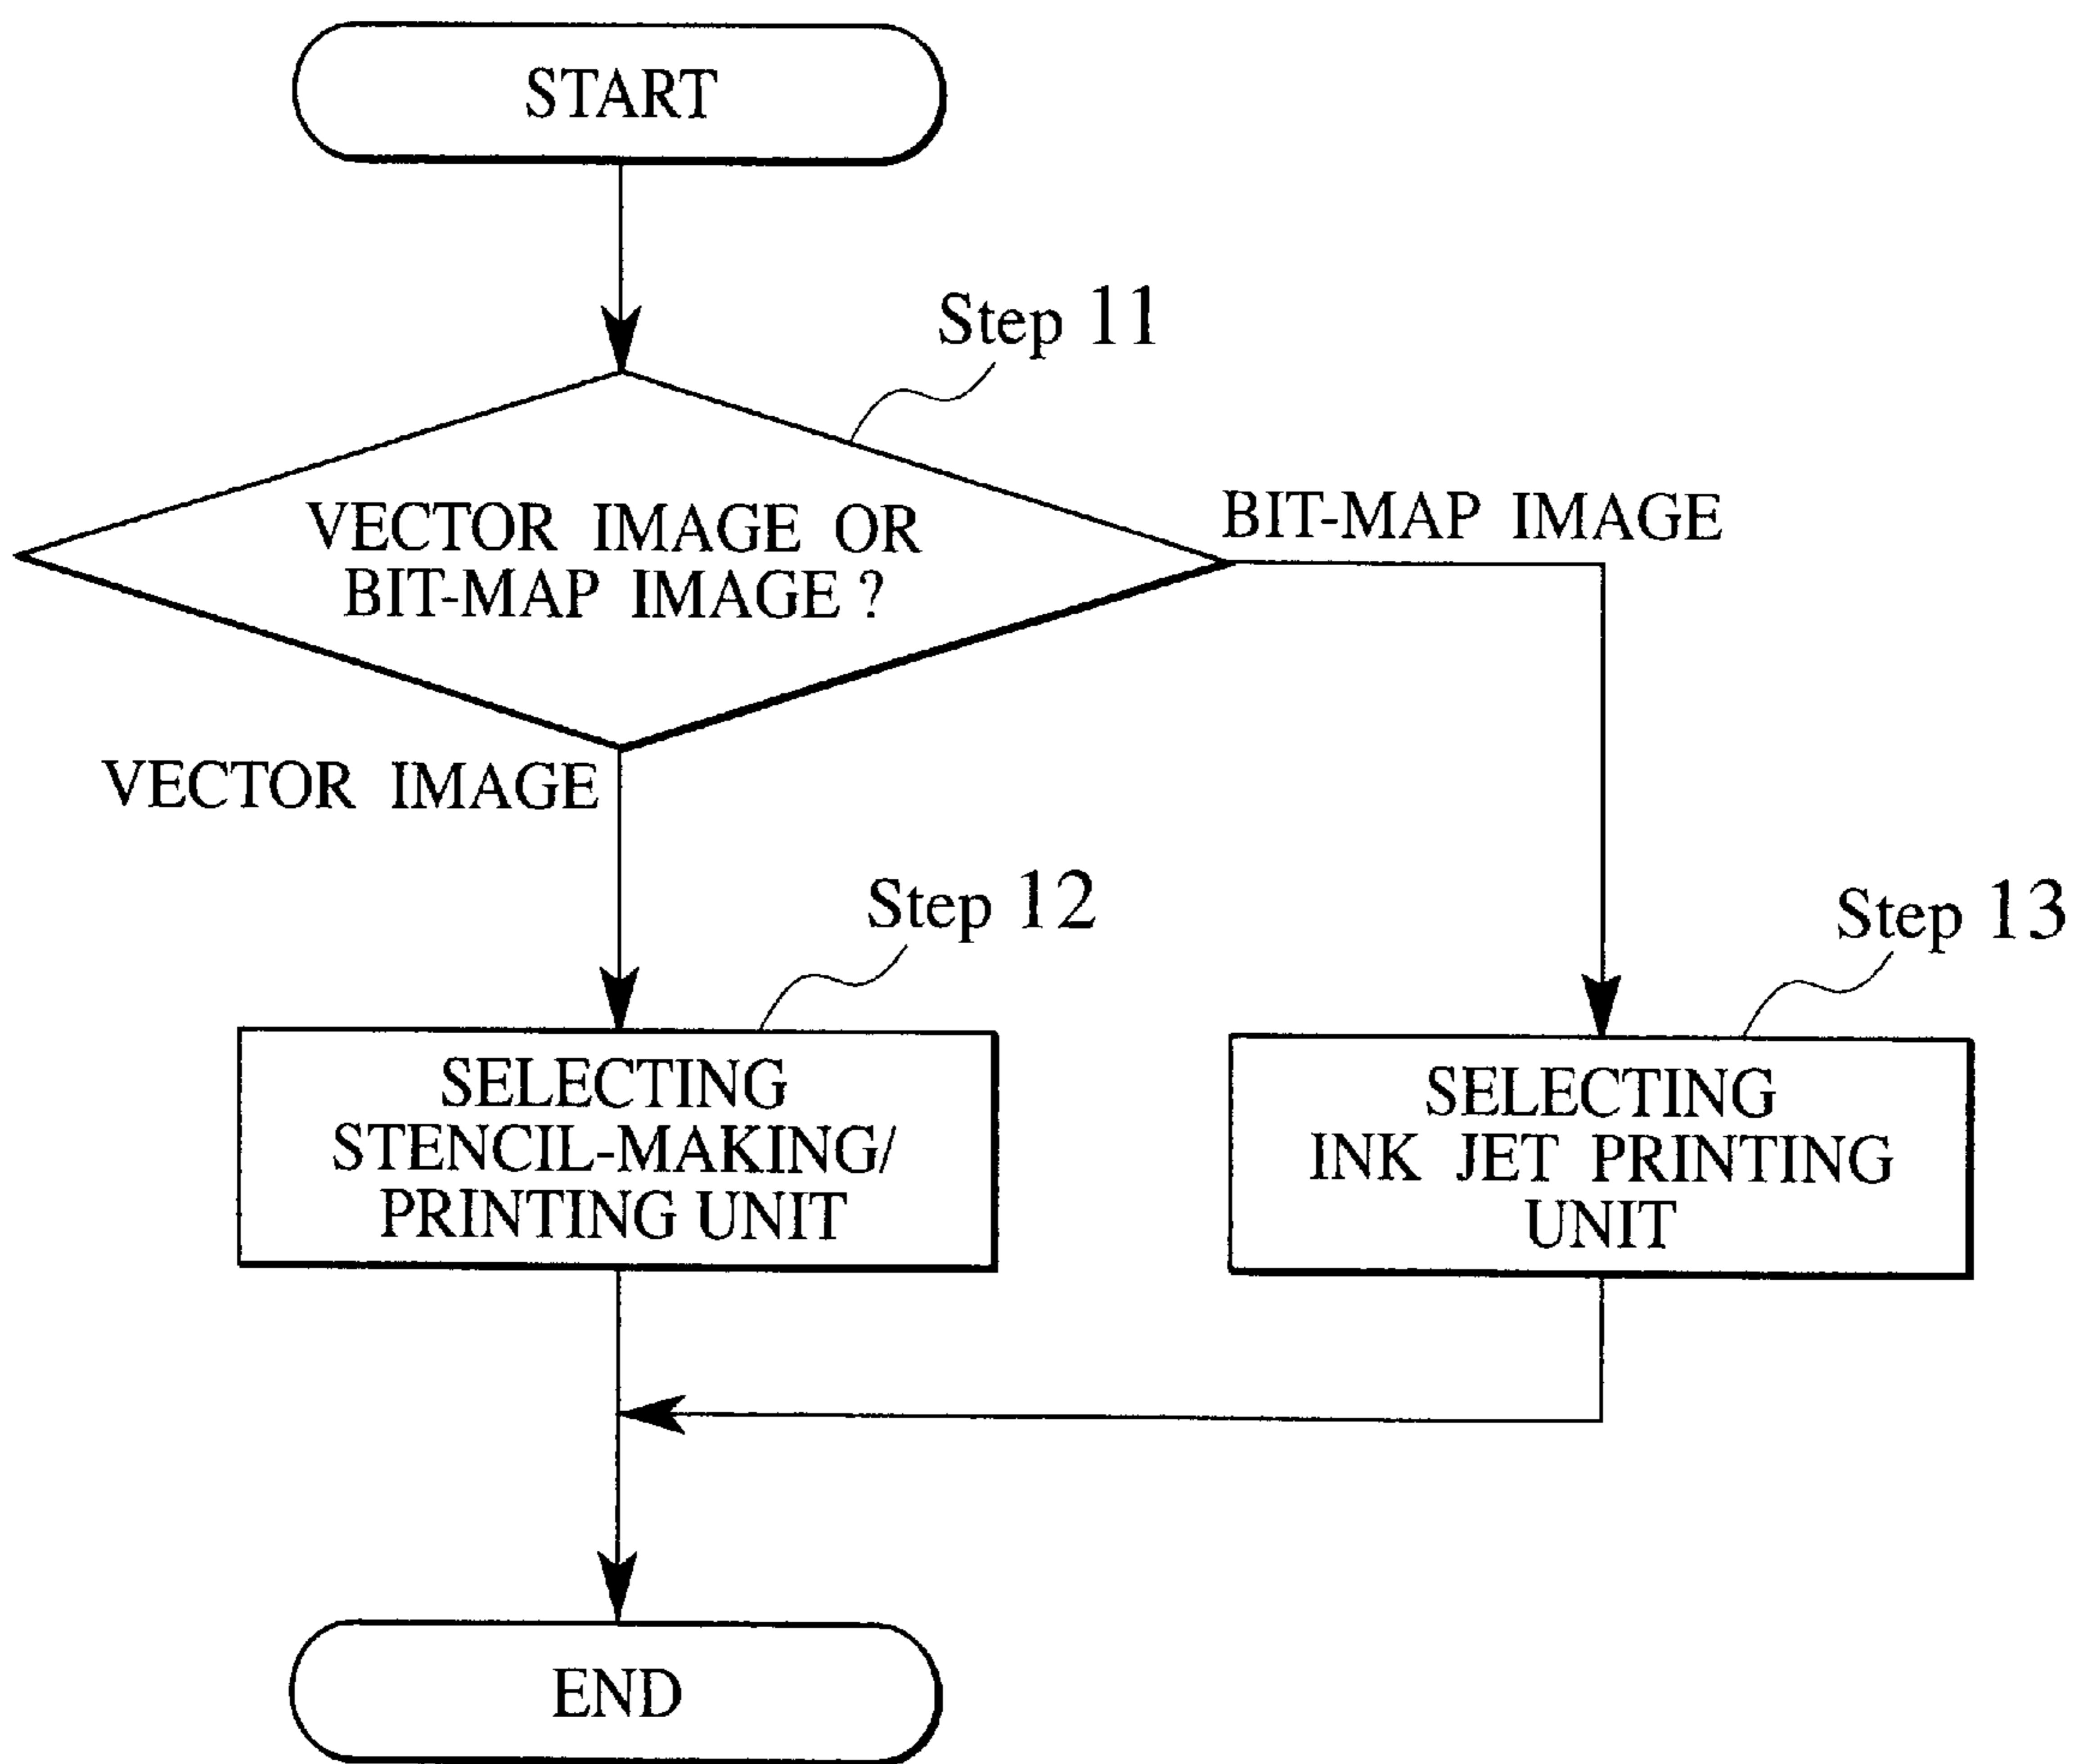 START
Step 11
VECTOR IMAGE OR
BIT-MAP IMAGE ?
BIT-MAP IMAGE
VECTOR IMAGE
Step 12
Step 13
SELECTING
STENCIL-MAKING/
PRINTING UNIT
SELECTING
INK JET PRINTING
UNIT
END